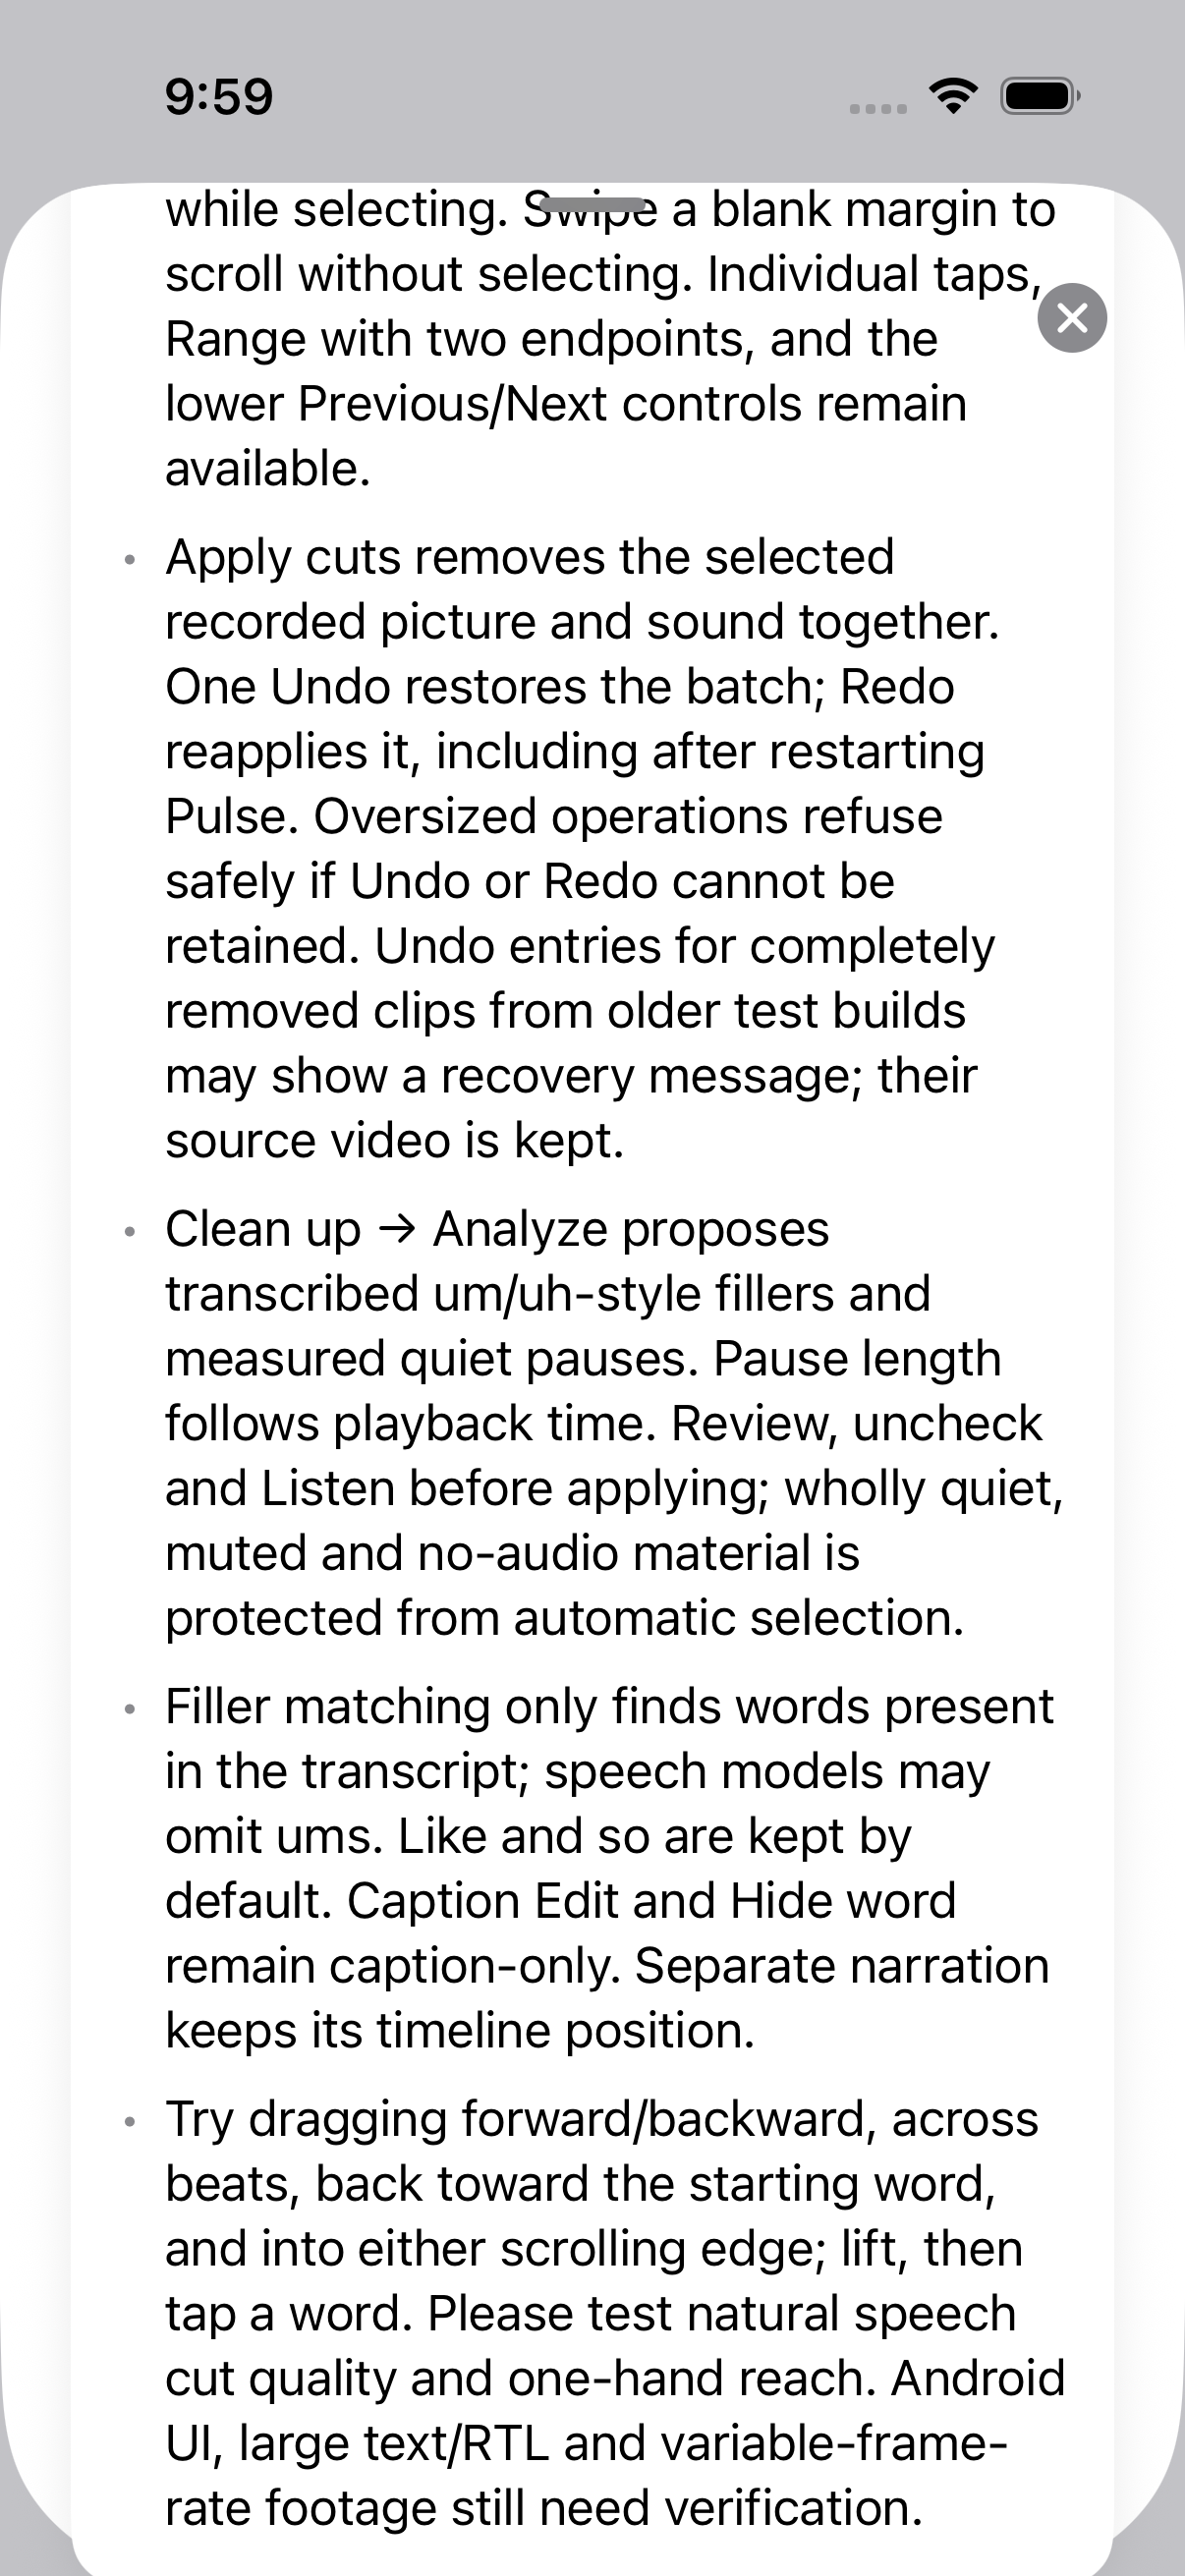 9:59
while selecting. Swipe a blank margin to
scroll without selecting. Individual taps,
Range with two endpoints, and the
lower Previous/Next controls remain
available.
• Apply cuts removes the selected
recorded picture and sound together.
One Undo restores the batch; Redo
reapplies it, including after restarting
Pulse. Oversized operations refuse
safely if Undo or Redo cannot be
retained. Undo entries for completely
removed clips from older test builds
may show a recovery message; their
source video is kept.
• Clean up → Analyze proposes
transcribed um/uh-style fillers and
measured quiet pauses. Pause length
follows playback time. Review, uncheck
and Listen before applying; wholly quiet,
muted and no-audio material is
protected from automatic selection.
• Filler matching only finds words present
in the transcript; speech models may
omit ums. Like and so are kept by
default. Caption Edit and Hide word
remain caption-only. Separate narration
keeps its timeline position.
• Try dragging forward/backward, across
beats, back toward the starting word,
and into either scrolling edge; lift, then
tap a word. Please test natural speech
cut quality and one-hand reach. Android
UI, large text/RTL and variable-frame-
rate footage still need verification.